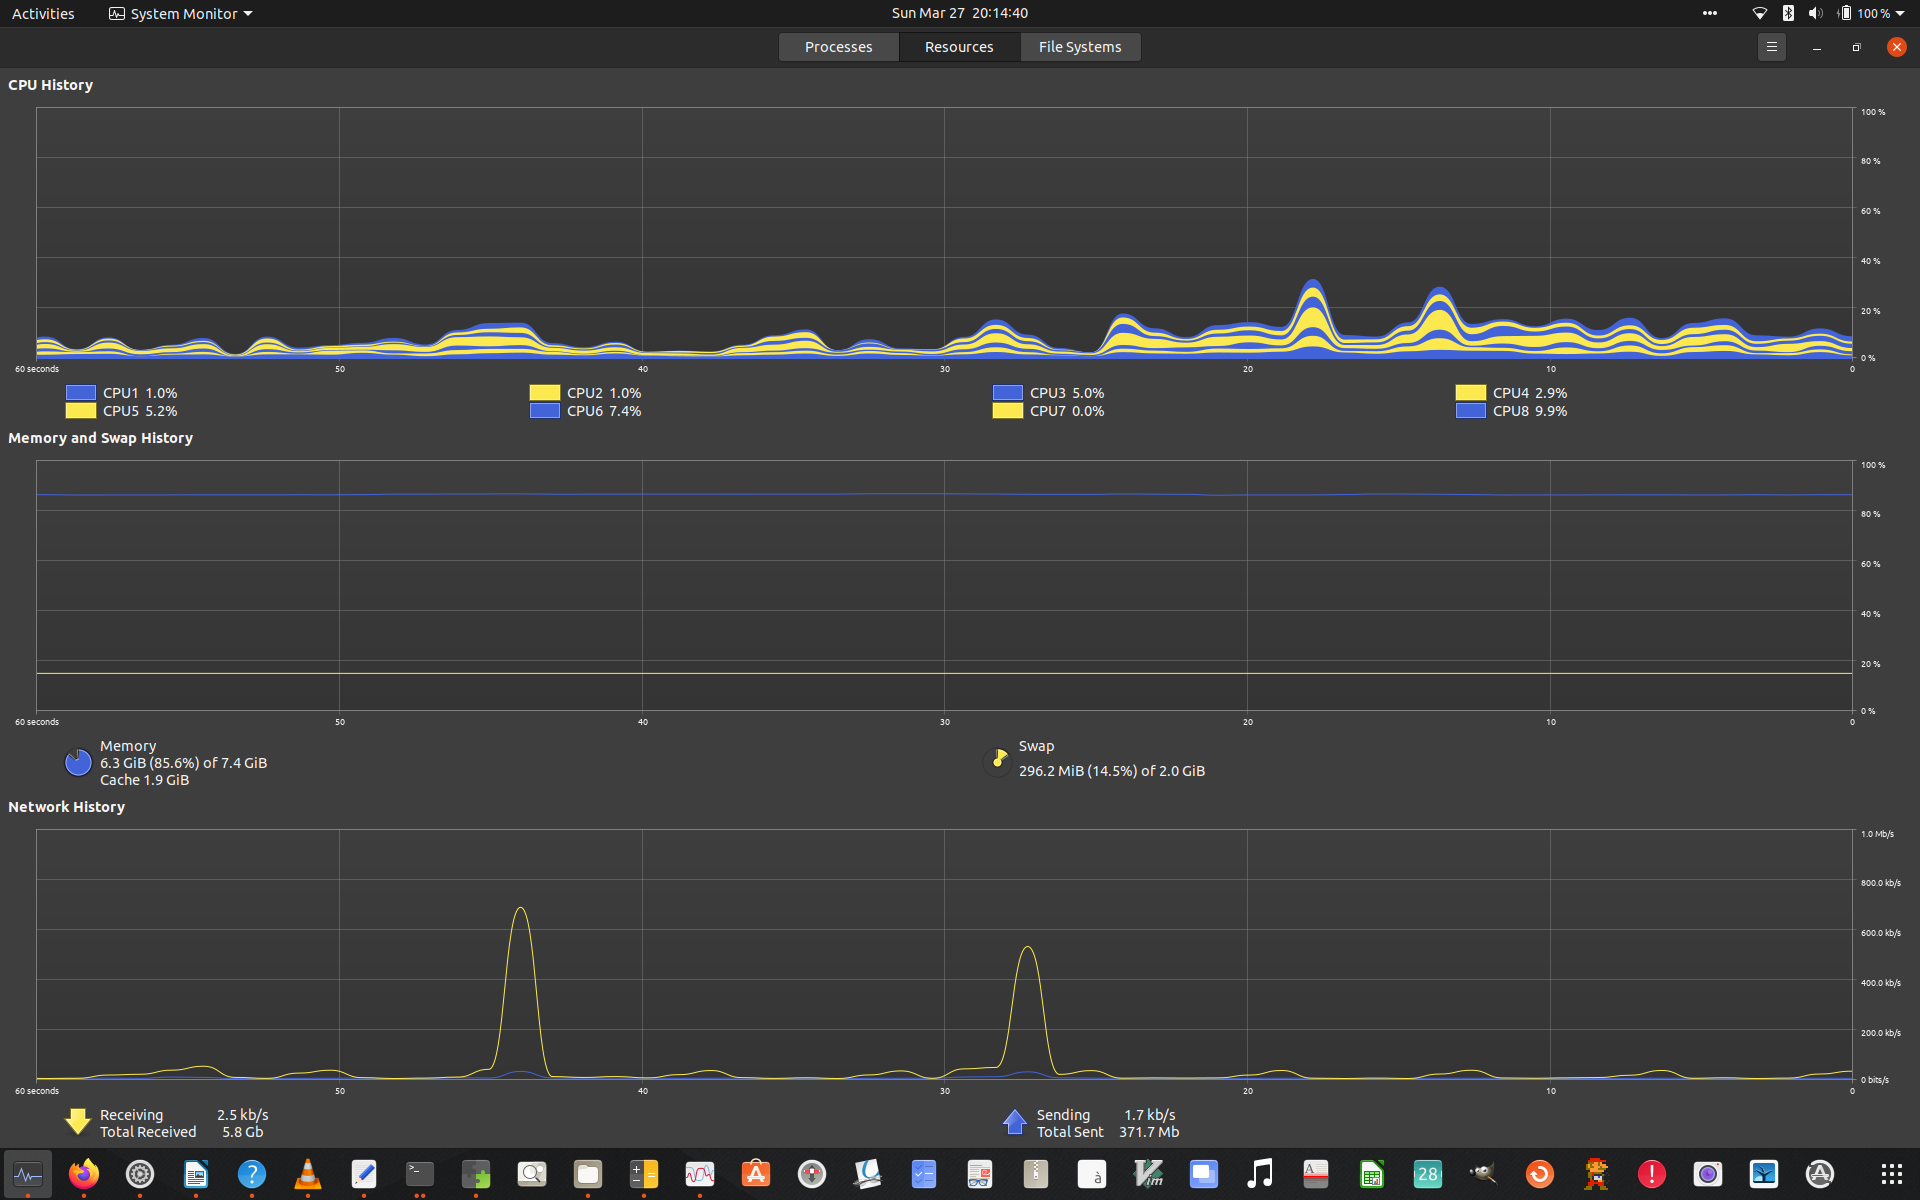 Activities System Monitor Sun Mar 27 20:14:40 100 %
Processes Resources File Systems
CPU History
100 %
80 %
60 %
40 %
20 %
0 %
60 seconds 50 40 30 20 10 0
CPU1 1.0% CPU2 1.0% CPU3 5.0% CPU4 2.9%
CPU5 5.2% CPU6 7.4% CPU7 0.0% CPU8 9.9%
Memory and Swap History
100 %
80 %
60 %
40 %
20 %
0 %
60 seconds 50 40 30 20 10 0
Memory
6.3 GiB (85.6%) of 7.4 GiB
Cache 1.9 GiB
Swap
296.2 MiB (14.5%) of 2.0 GiB
Network History
1.0 Mb/s
800.0 kb/s
600.0 kb/s
400.0 kb/s
200.0 kb/s
0 bits/s
60 seconds 50 40 30 20 10 0
Receiving 2.5 kb/s
Total Received 5.8 Gb
Sending 1.7 kb/s
Total Sent 371.7 Mb
? >_ A à Vim A 28 ! A